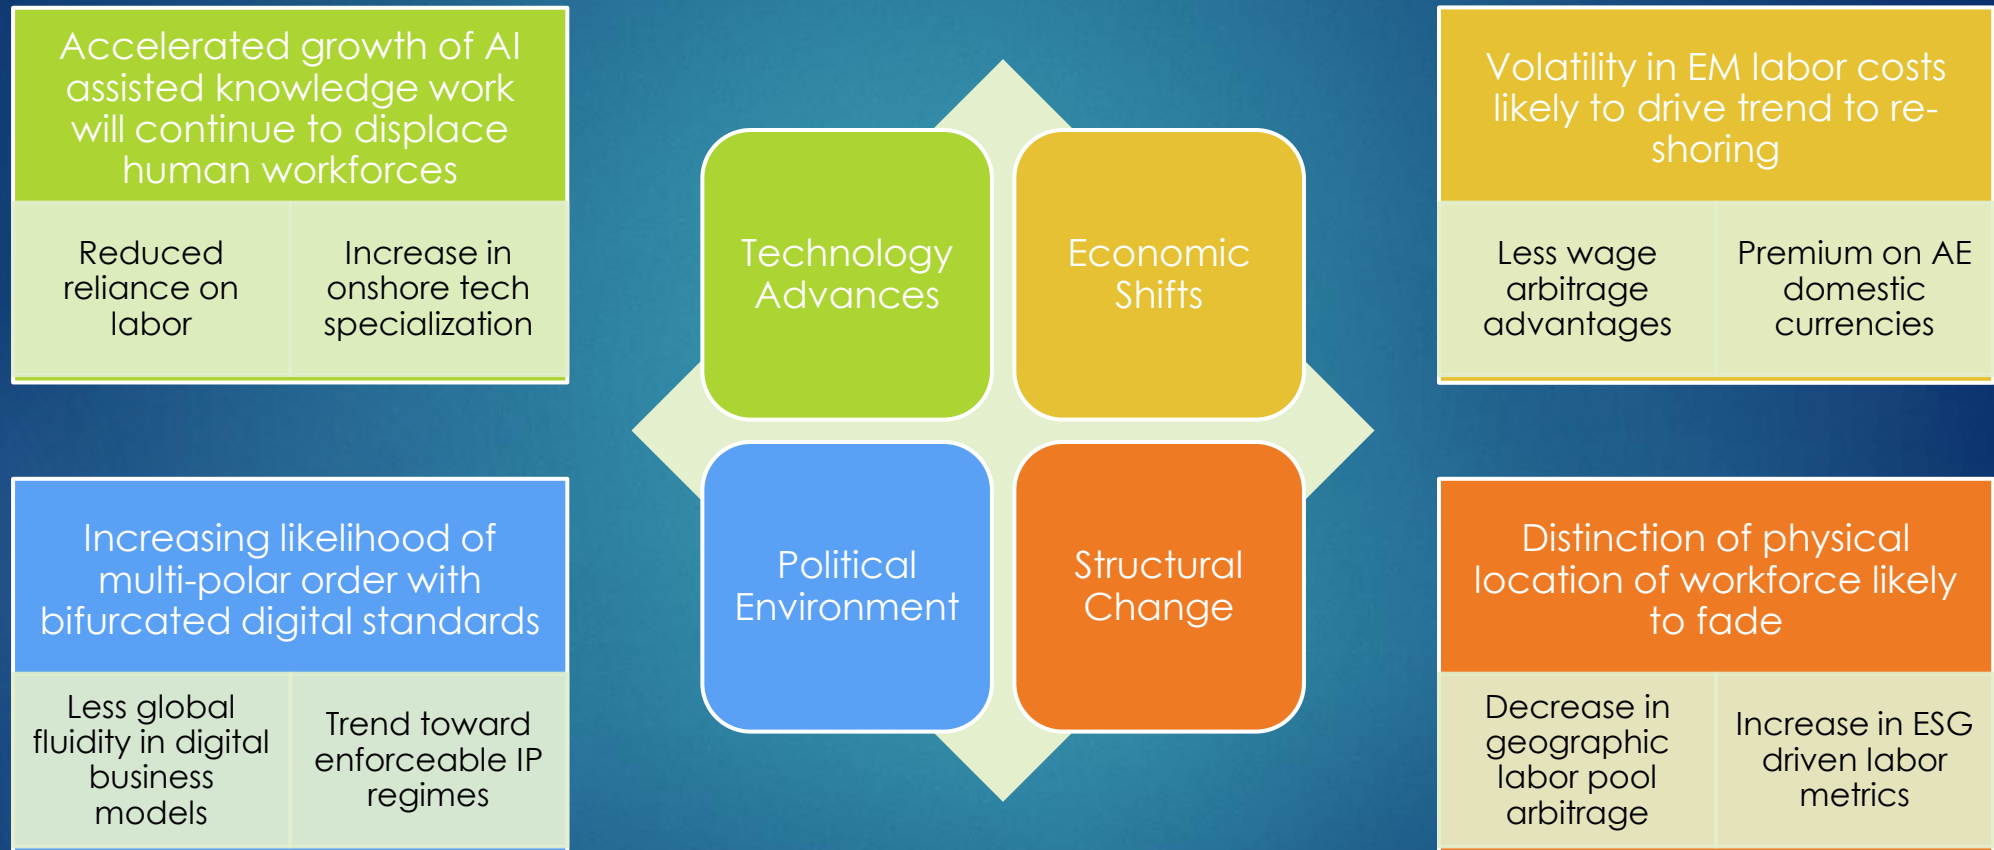 Accelerated growth of AI
assisted knowledge work
will continue to displace
human workforces
Reduced
reliance on
labor
Increase in
onshore tech
specialization
Technology
Advances
Economic
Shifts
Volatility in EM labor costs
likely to drive trend to re-
shoring
Less wage
arbitrage
advantages
Premium on AE
domestic
currencies
Increasing likelihood of
multi-polar order with
bifurcated digital standards
Less global
fluidity in digital
business
models
Trend toward
enforceable IP
regimes
Political
Environment
Structural
Change
Distinction of physical
location of workforce likely
to fade
Decrease in
geographic
labor pool
arbitrage
Increase in ESG
driven labor
metrics